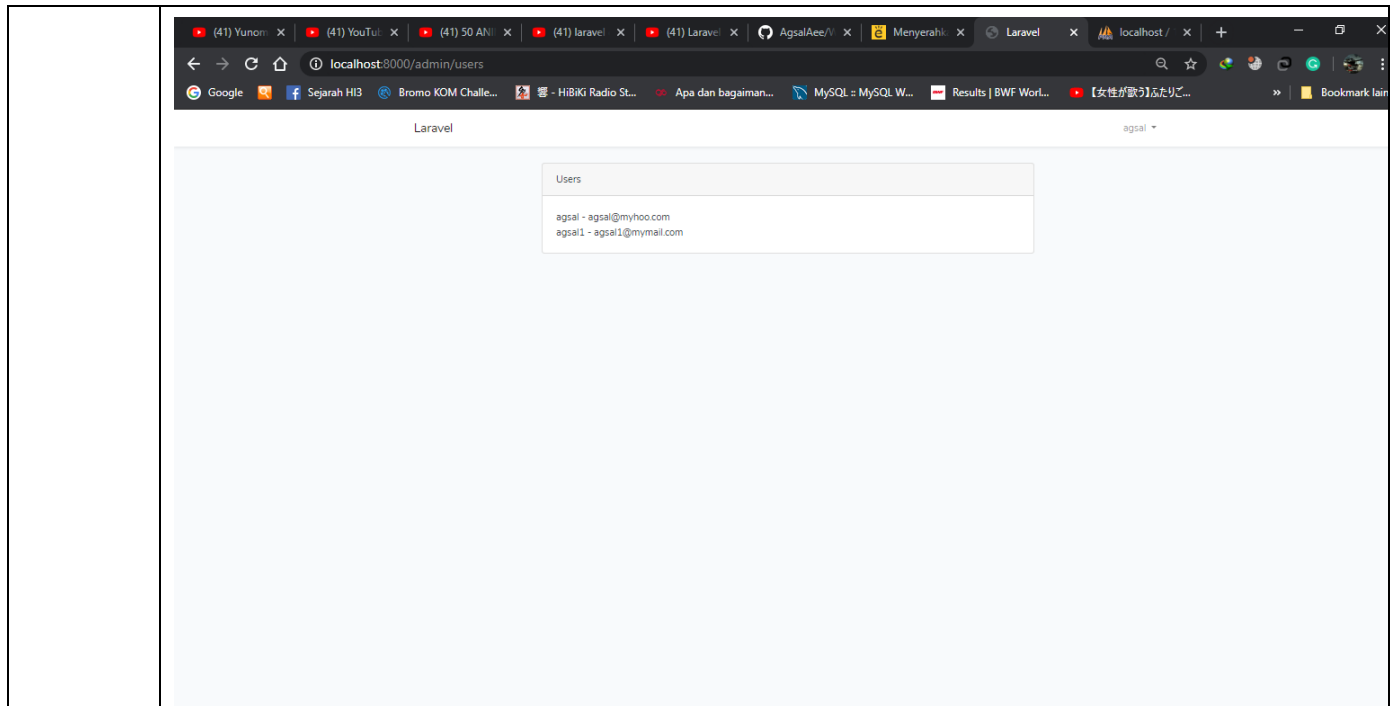 (41) Yunom (41) YouTub (41) 50 ANI (41) laravel (41) Laravel AgsalAee/V Menyerahk Laravel localhost /
localhost:8000/admin/users
Google Sejarah HI3 Bromo KOM Challe... 響 - HiBiKi Radio St... Apa dan bagaiman... MySQL :: MySQL W... Results | BWF Worl... 【女性が歌う】ふたりご... » Bookmark lain
Laravel agsal
Users
agsal - agsal@myhoo.com
agsal1 - agsal1@mymail.com